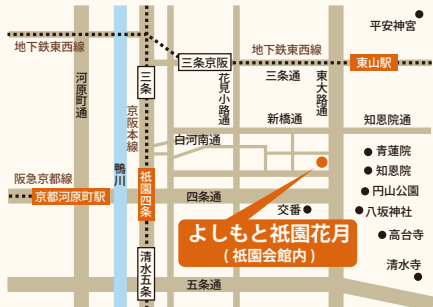 平安神宮
地下鉄東西線
地下鉄東西線
三条京阪
東山駅
河原町通
三条
花見小路通
三条通
東大路通
京阪本線
新橋通
知恩院通
白河南通
青蓮院
知恩院
阪急京都線
鴨川
祇園四条
京都河原町駅
四条通
円山公園
交番
八坂神社
よしもと祇園花月
(祇園会館内)
高台寺
清水五条
清水寺
五条通